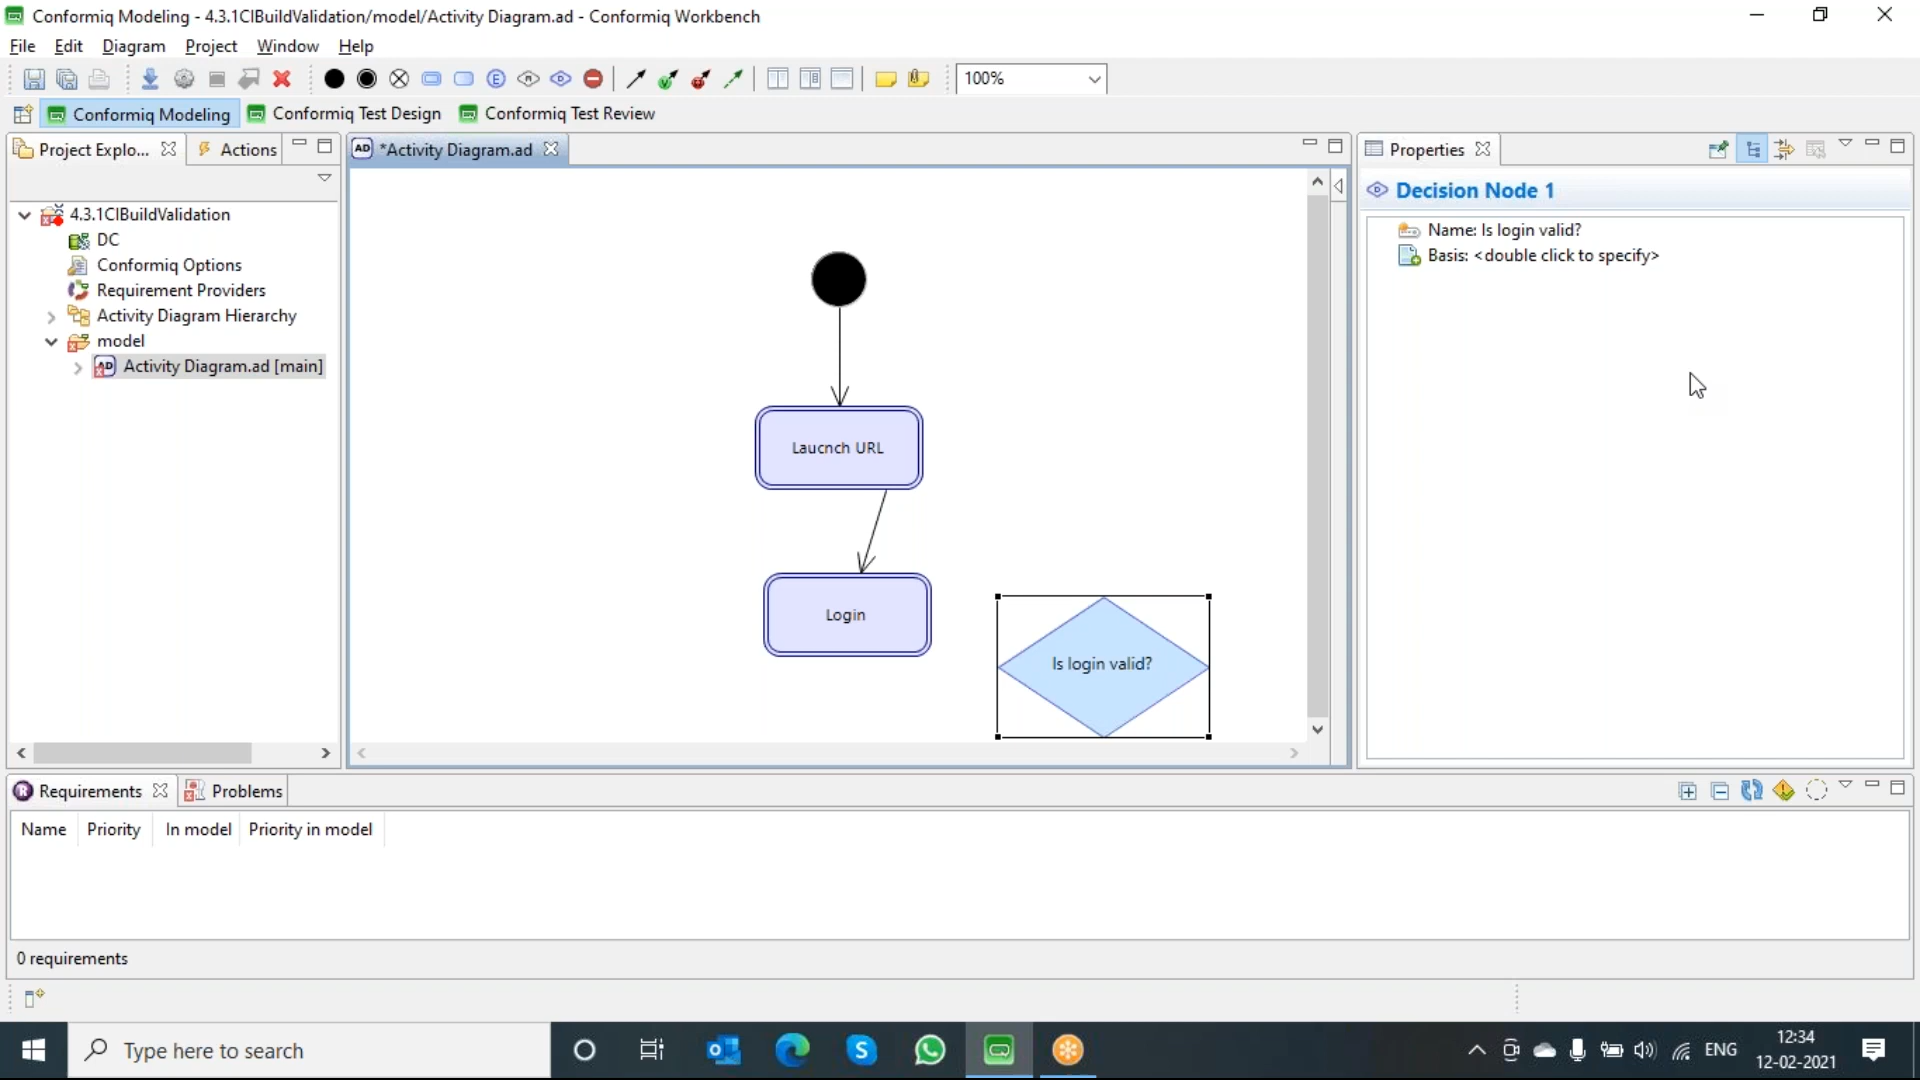 Conformiq Modeling - 4.3.1CIBuildValidation/model/Activity Diagram.ad - Conformiq Workbench
File Edit Diagram Project Window Help
100%
Conformiq Modeling Conformiq Test Design Conformiq Test Review
Project Explo... Actions
AD *Activity Diagram.ad
Properties
4.3.1CIBuildValidation
DC
Conformiq Options
Requirement Providers
Activity Diagram Hierarchy
model
Activity Diagram.ad [main]
Laucnch URL
Login
Is login valid?
Decision Node 1
Name: Is login valid?
Basis: <double click to specify>
Requirements Problems
Name Priority In model Priority in model
0 requirements
Type here to search
ENG
12:34
12-02-2021